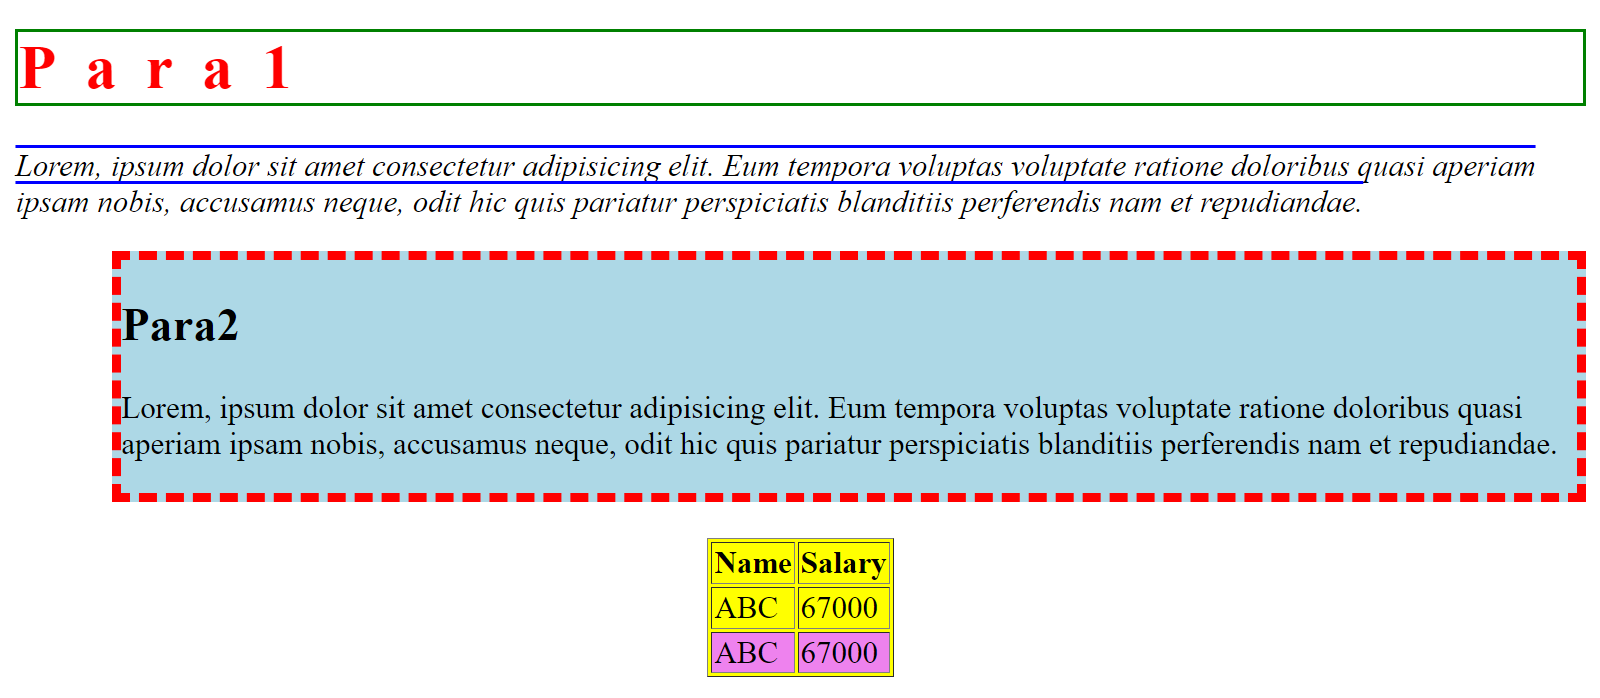 P a r a 1
Lorem, ipsum dolor sit amet consectetur adipisicing elit. Eum tempora voluptas voluptate ratione doloribus quasi aperiam
ipsam nobis, accusamus neque, odit hic quis pariatur perspiciatis blanditiis perferendis nam et repudiandae.
Para2
Lorem, ipsum dolor sit amet consectetur adipisicing elit. Eum tempora voluptas voluptate ratione doloribus quasi
aperiam ipsam nobis, accusamus neque, odit hic quis pariatur perspiciatis blanditiis perferendis nam et repudiandae.
Name Salary
ABC 67000
ABC 67000